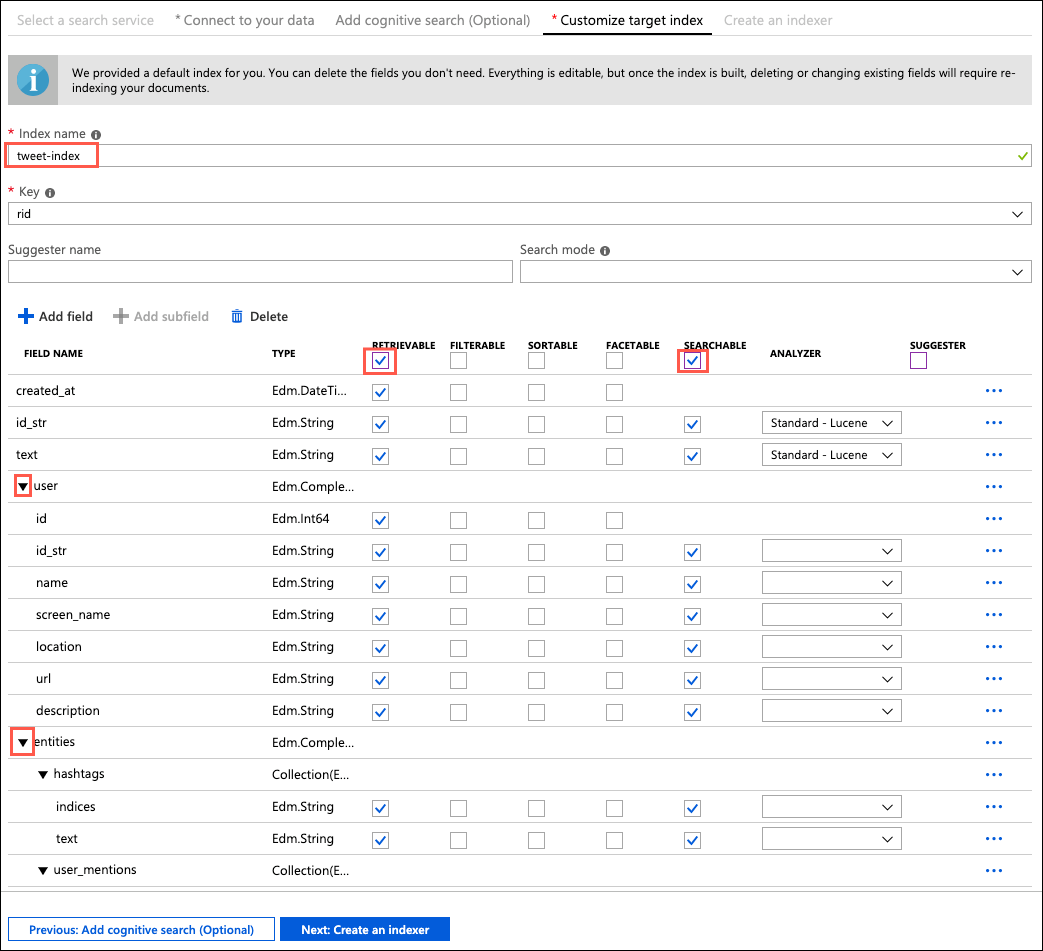 Select a search service * Connect to your data Add cognitive search (Optional) * Customize target index Create an indexer
We provided a default index for you. You can delete the fields you don't need. Everything is editable, but once the index is built, deleting or changing existing fields will require re-
indexing your documents.
* Index name
tweet-index
* Key
rid
Suggester name Search mode
Add field Add subfield Delete
FIELD NAME TYPE RETRIEVABLE FILTERABLE SORTABLE FACETABLE SEARCHABLE ANALYZER SUGGESTER
created_at Edm.DateTi...
id_str Edm.String Standard - Lucene
text Edm.String Standard - Lucene
user Edm.Comple...
id Edm.Int64
id_str Edm.String
name Edm.String
screen_name Edm.String
location Edm.String
url Edm.String
description Edm.String
entities Edm.Comple...
hashtags Collection(E...
indices Edm.String
text Edm.String
user_mentions Collection(E...
Previous: Add cognitive search (Optional) Next: Create an indexer